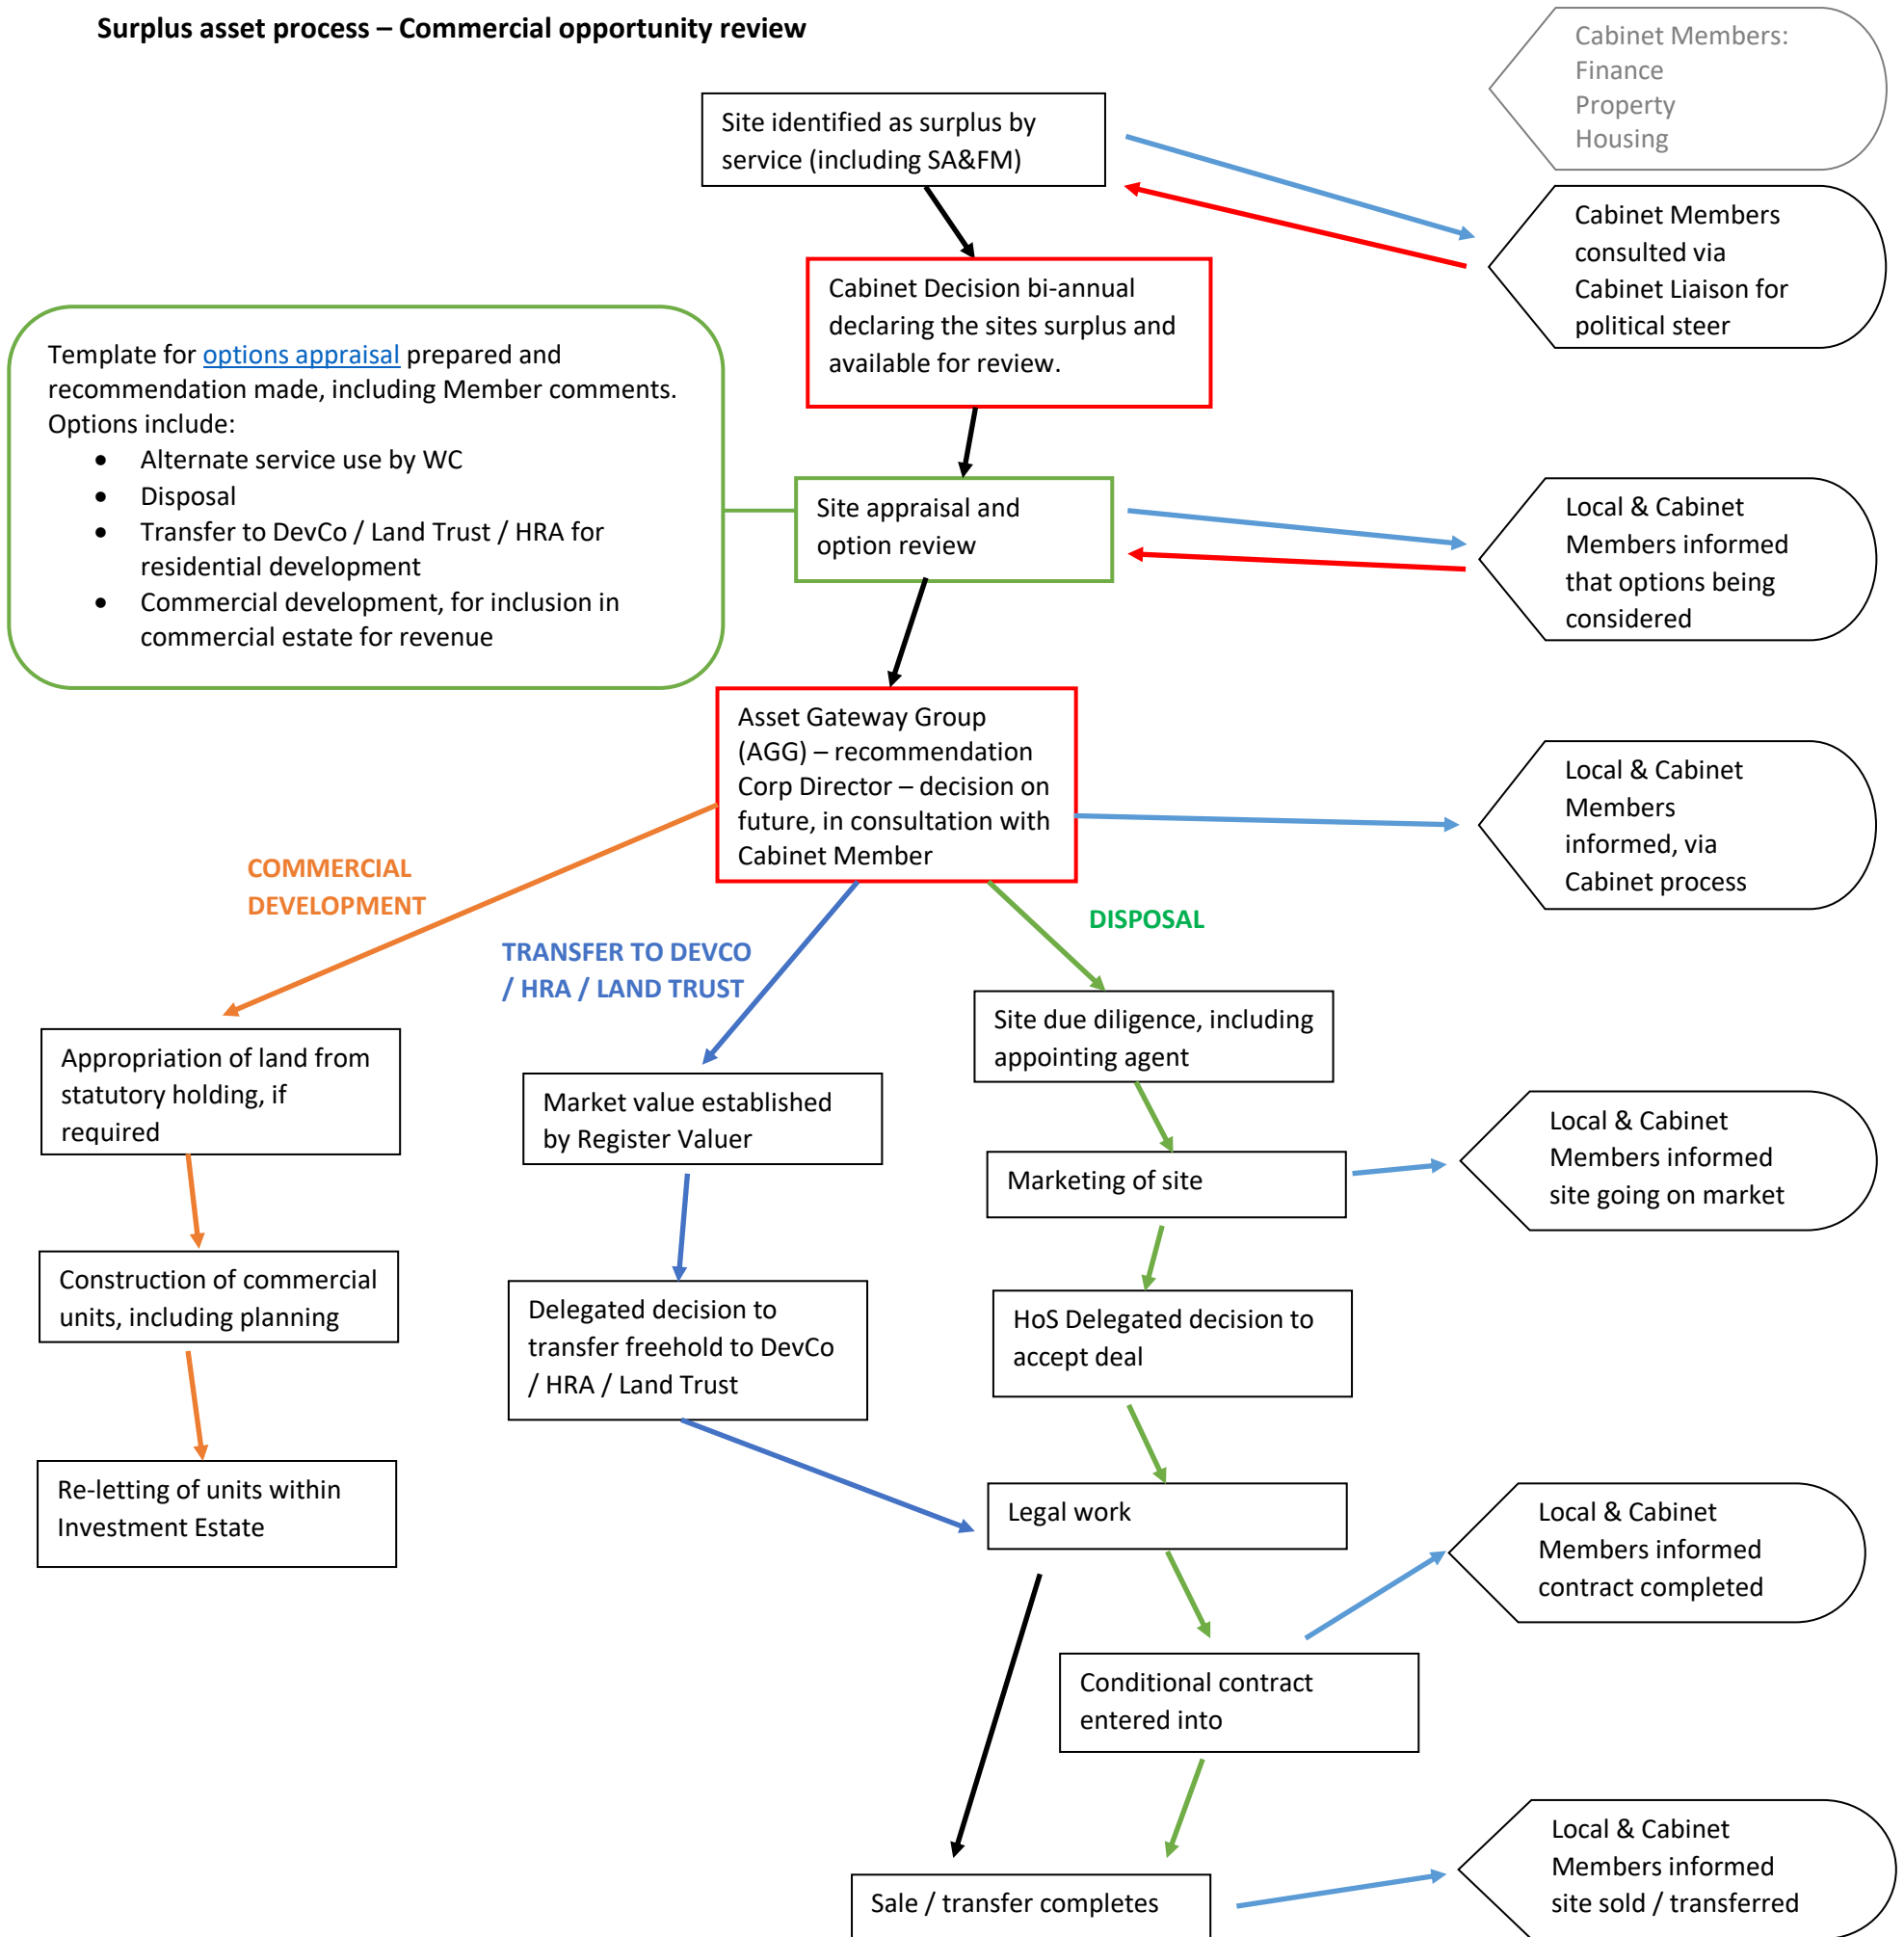 Surplus asset process – Commercial opportunity review
Cabinet Members:
Finance
Property
Housing
Site identified as surplus by
service (including SA&FM)
Cabinet Members
consulted via
Cabinet Liaison for
political steer
Cabinet Decision bi-annual
declaring the sites surplus and
available for review.
Template for options appraisal prepared and
recommendation made, including Member comments.
Options include:
• Alternate service use by WC
• Disposal
• Transfer to DevCo / Land Trust / HRA for
residential development
• Commercial development, for inclusion in
commercial estate for revenue
Site appraisal and
option review
Local & Cabinet
Members informed
that options being
considered
Asset Gateway Group
(AGG) – recommendation
Corp Director – decision on
future, in consultation with
Cabinet Member
Local & Cabinet
Members
informed, via
Cabinet process
COMMERCIAL
DEVELOPMENT
TRANSFER TO DEVCO
/ HRA / LAND TRUST
DISPOSAL
Appropriation of land from
statutory holding, if
required
Market value established
by Register Valuer
Site due diligence, including
appointing agent
Marketing of site
Local & Cabinet
Members informed
site going on market
Construction of commercial
units, including planning
Delegated decision to
transfer freehold to DevCo
/ HRA / Land Trust
HoS Delegated decision to
accept deal
Re-letting of units within
Investment Estate
Legal work
Local & Cabinet
Members informed
contract completed
Conditional contract
entered into
Sale / transfer completes
Local & Cabinet
Members informed
site sold / transferred